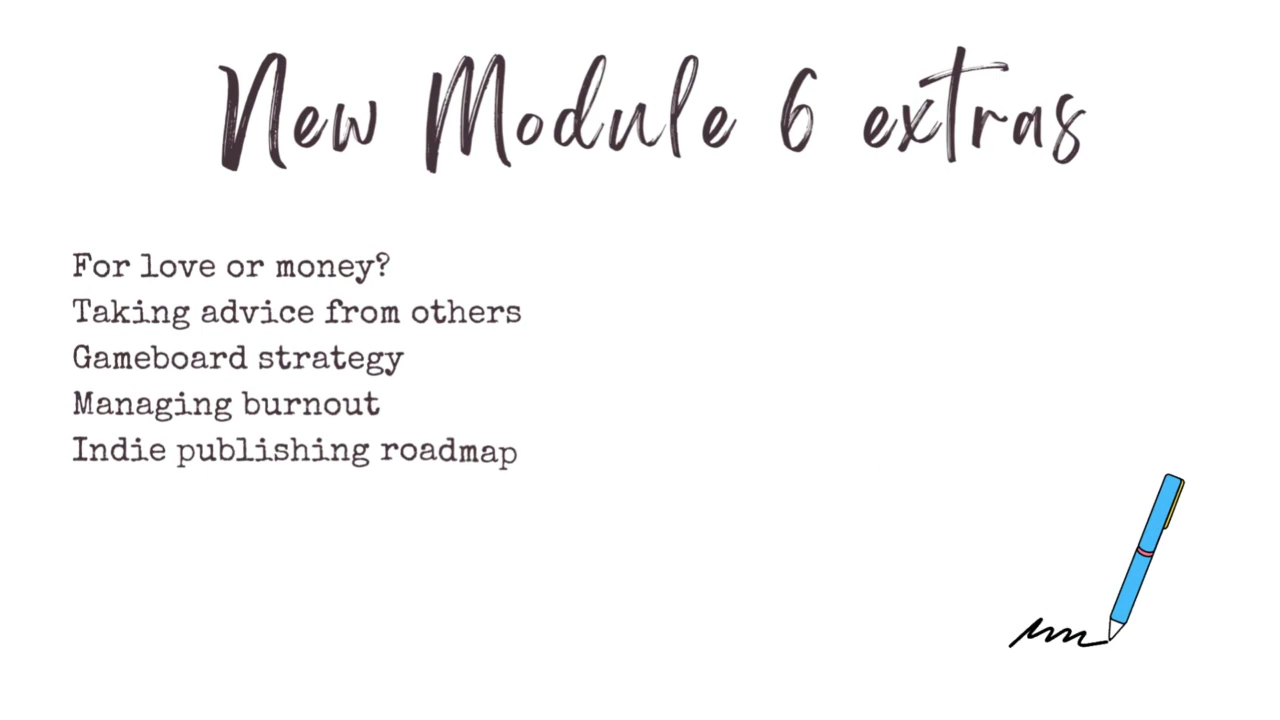 New Module 6 extras
For love or money?
Taking advice from others
Gameboard strategy
Managing burnout
Indie publishing roadmap